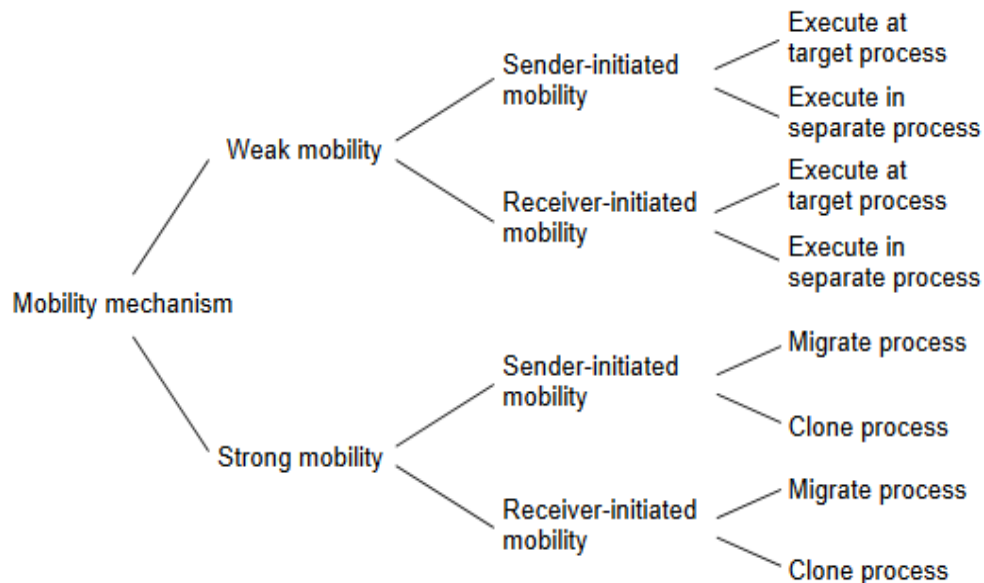 Execute at
target process
Sender-initiated
mobility
Execute in
separate process
Weak mobility
Execute at
target process
Receiver-initiated
mobility
Execute in
separate process
Mobility mechanism
Migrate process
Sender-initiated
mobility
Clone process
Strong mobility
Migrate process
Receiver-initiated
mobility
Clone process